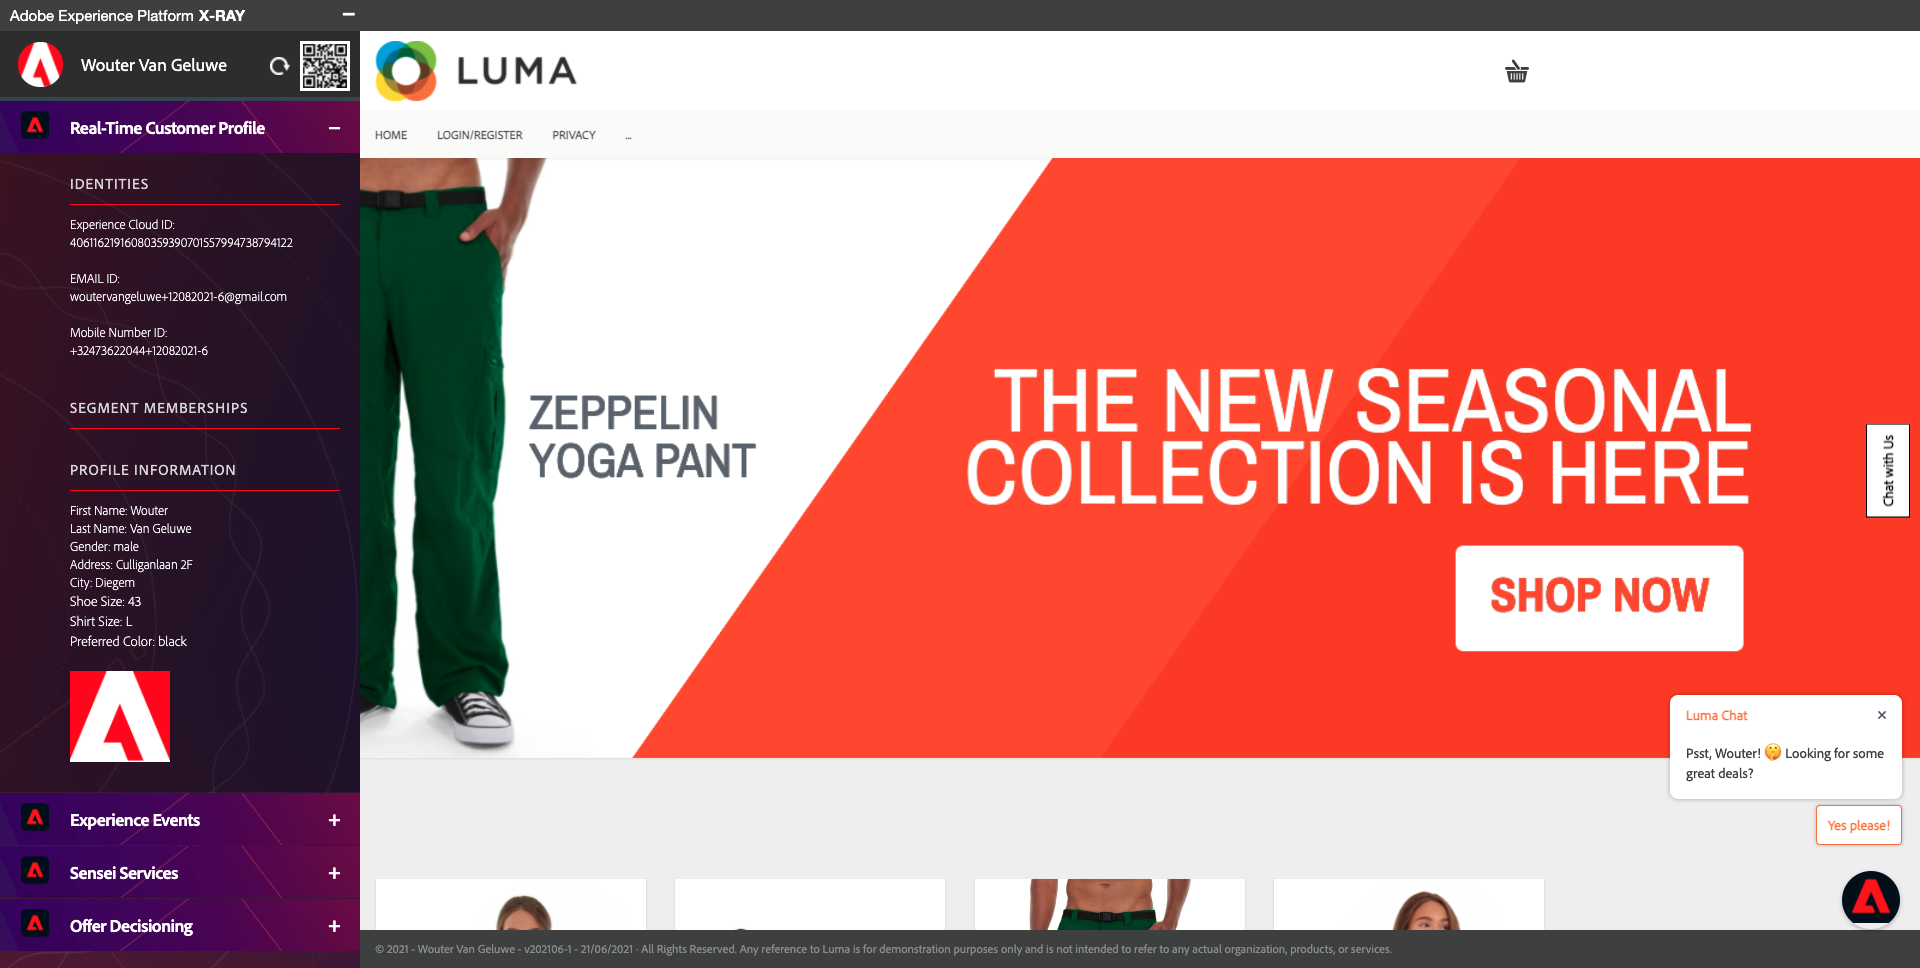 Adobe Experience Platform X-RAY
Wouter Van Geluwe
Real-Time Customer Profile
IDENTITIES
Experience Cloud ID:
40611621916080359390701557994738794122
EMAIL ID:
woutervangeluwe+12082021-6@gmail.com
Mobile Number ID:
+32473622044+12082021-6
SEGMENT MEMBERSHIPS
PROFILE INFORMATION
First Name: Wouter
Last Name: Van Geluwe
Gender: male
Address: Culliganlaan 2F
City: Diegem
Shoe Size: 43
Shirt Size: L
Preferred Color: black
Experience Events
Sensei Services
Offer Decisioning
LUMA
HOME LOGIN/REGISTER PRIVACY ...
ZEPPELIN
YOGA PANT
THE NEW SEASONAL
COLLECTION IS HERE
SHOP NOW
Chat with Us
Luma Chat
Psst, Wouter! 🤫 Looking for some
great deals?
Yes please!
© 2021 - Wouter Van Geluwe - v202106-1 - 21/06/2021 · All Rights Reserved. Any reference to Luma is for demonstration purposes only and is not intended to refer to any actual organization, products, or services.